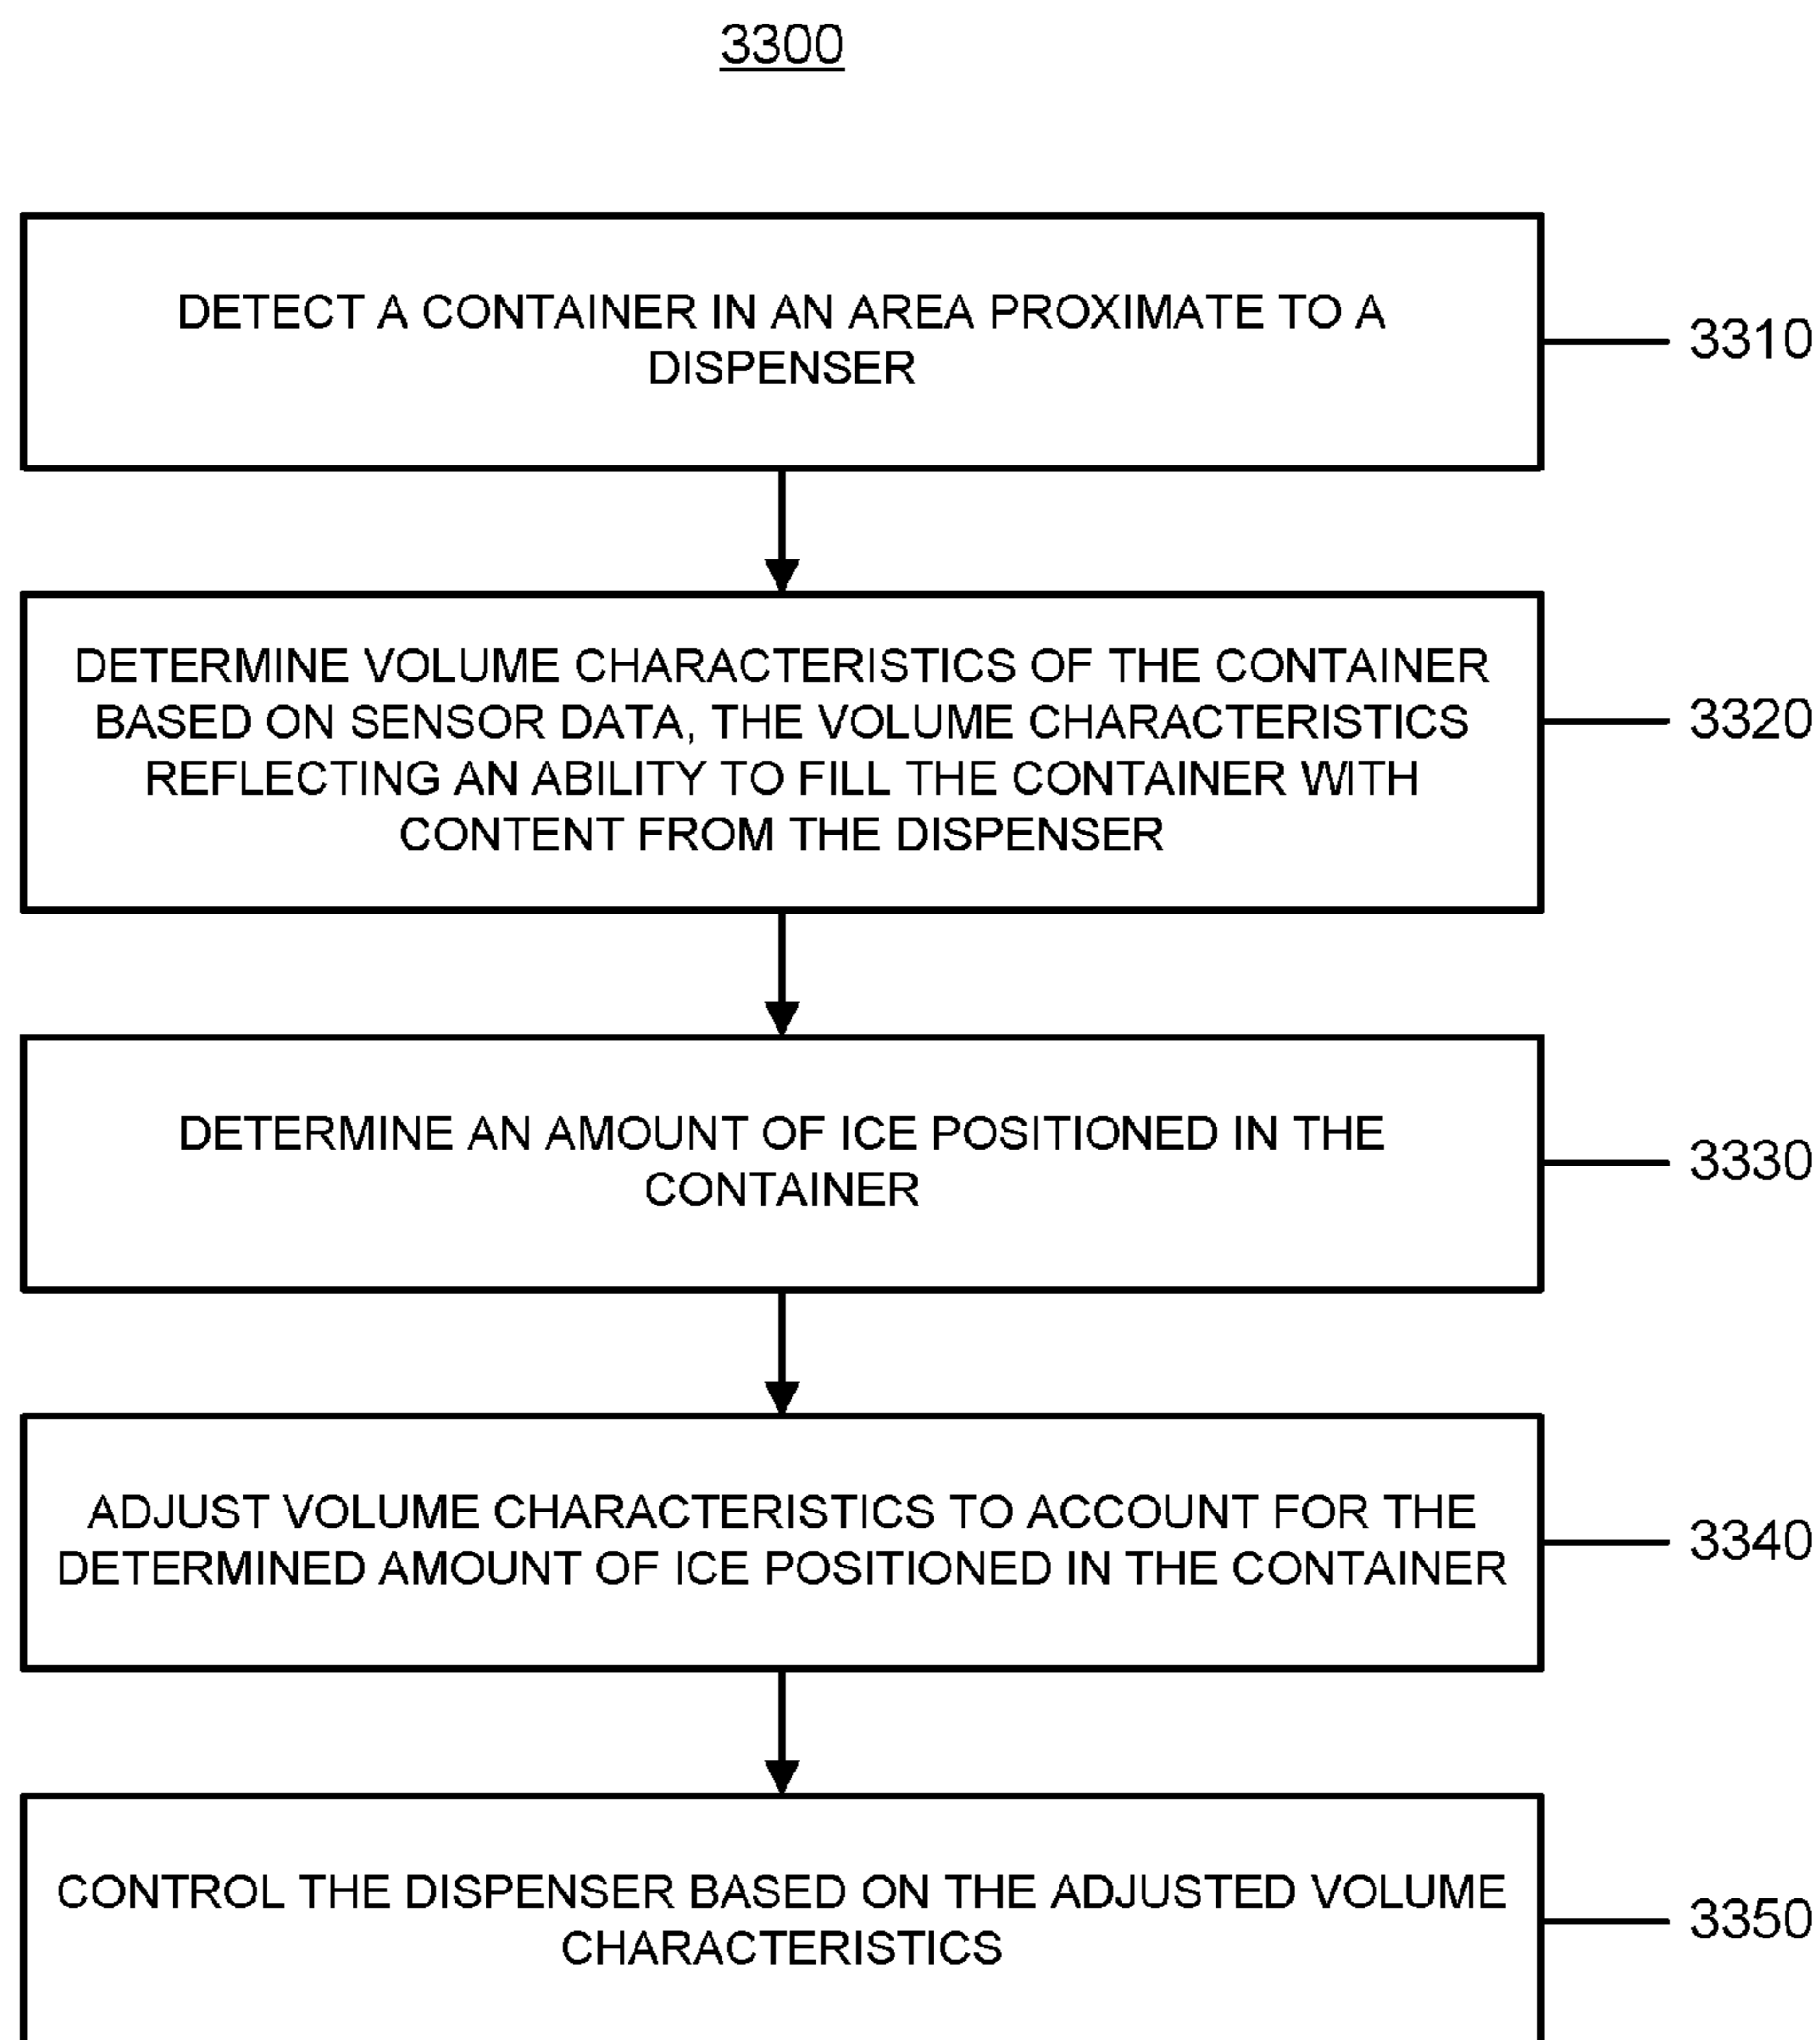 3300
DETECT A CONTAINER IN AN AREA PROXIMATE TO A
DISPENSER
3310
DETERMINE VOLUME CHARACTERISTICS OF THE CONTAINER
BASED ON SENSOR DATA, THE VOLUME CHARACTERISTICS
REFLECTING AN ABILITY TO FILL THE CONTAINER WITH
CONTENT FROM THE DISPENSER
3320
DETERMINE AN AMOUNT OF ICE POSITIONED IN THE
CONTAINER
3330
ADJUST VOLUME CHARACTERISTICS TO ACCOUNT FOR THE
DETERMINED AMOUNT OF ICE POSITIONED IN THE CONTAINER
3340
CONTROL THE DISPENSER BASED ON THE ADJUSTED VOLUME
CHARACTERISTICS
3350